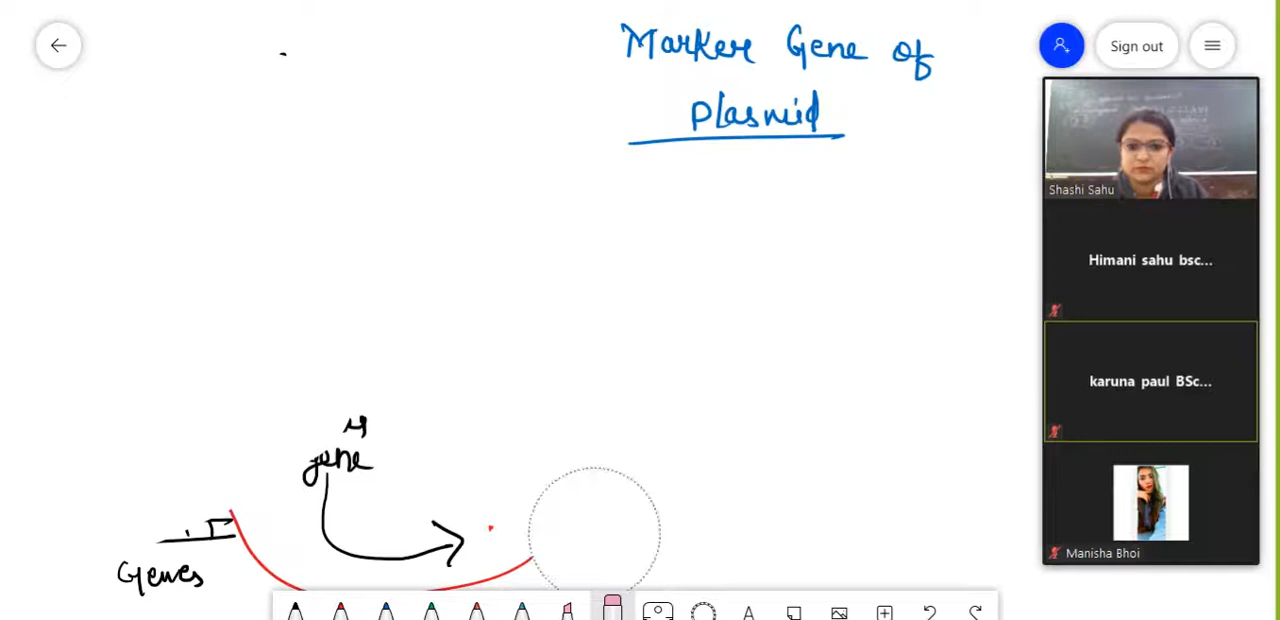 Marker Gene of
Plasmid
Sign out
Shashi Sahu
Himani sahu bsc...
karuna paul BSc...
Manisha Bhoi
gene
Genes
A